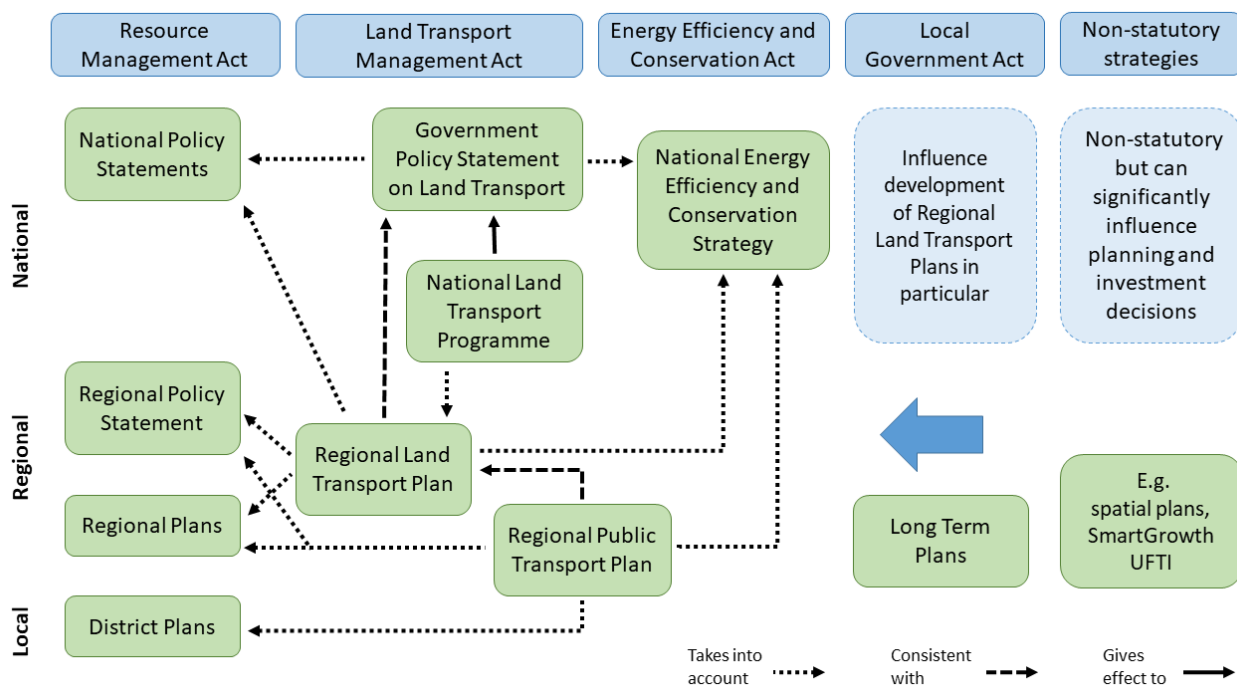 Resource
Management Act
Land Transport
Management Act
Energy Efficiency and
Conservation Act
Local
Government Act
Non-statutory
strategies
National
National Policy
Statements
Government
Policy Statement
on Land Transport
National Energy
Efficiency and
Conservation
Strategy
Influence
development
of Regional
Land Transport
Plans in
particular
Non-statutory
but can
significantly
influence
planning and
investment
decisions
National Land
Transport
Programme
Regional
Regional Policy
Statement
Regional Land
Transport Plan
Regional Plans
Regional Public
Transport Plan
Long Term
Plans
E.g.
spatial plans,
SmartGrowth
UFTI
Local
District Plans
Takes into
account
Consistent
with
Gives
effect to